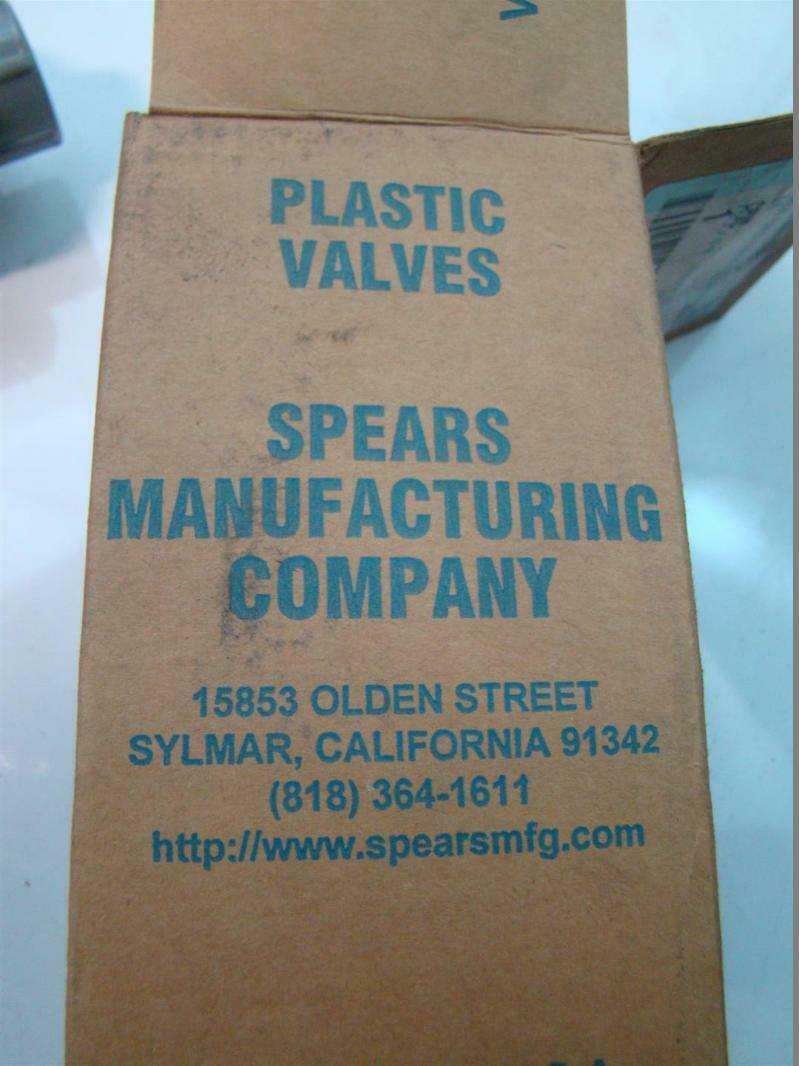 PLASTIC
VALVES
SPEARS
MANUFACTURING
COMPANY
15853 OLDEN STREET
SYLMAR, CALIFORNIA 91342
(818) 364-1611
http://www.spearsmfg.com